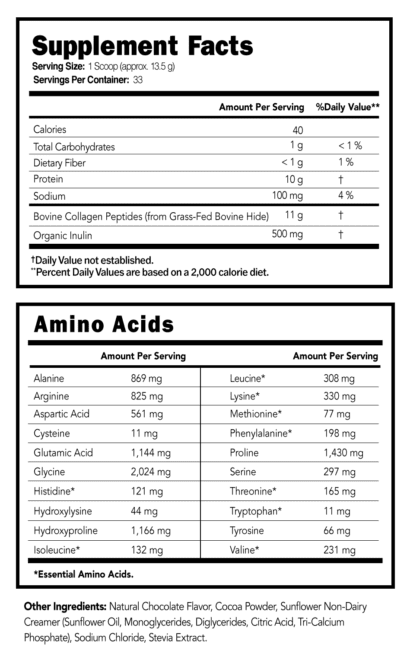 Supplement Facts
Serving Size: 1 Scoop (approx. 13.5 g)
Servings Per Container: 33
Amount Per Serving %Daily Value**
Calories 40
Total Carbohydrates 1 g < 1 %
Dietary Fiber < 1 g 1 %
Protein 10 g †
Sodium 100 mg 4 %
Bovine Collagen Peptides (from Grass-Fed Bovine Hide) 11 g †
Organic Inulin 500 mg †
†Daily Value not established.
**Percent Daily Values are based on a 2,000 calorie diet.
Amino Acids
Amount Per Serving Amount Per Serving
Alanine 869 mg Leucine* 308 mg
Arginine 825 mg Lysine* 330 mg
Aspartic Acid 561 mg Methionine* 77 mg
Cysteine 11 mg Phenylalanine* 198 mg
Glutamic Acid 1,144 mg Proline 1,430 mg
Glycine 2,024 mg Serine 297 mg
Histidine* 121 mg Threonine* 165 mg
Hydroxylysine 44 mg Tryptophan* 11 mg
Hydroxyproline 1,166 mg Tyrosine 66 mg
Isoleucine* 132 mg Valine* 231 mg
*Essential Amino Acids.
Other Ingredients: Natural Chocolate Flavor, Cocoa Powder, Sunflower Non-Dairy
Creamer (Sunflower Oil, Monoglycerides, Diglycerides, Citric Acid, Tri-Calcium
Phosphate), Sodium Chloride, Stevia Extract.